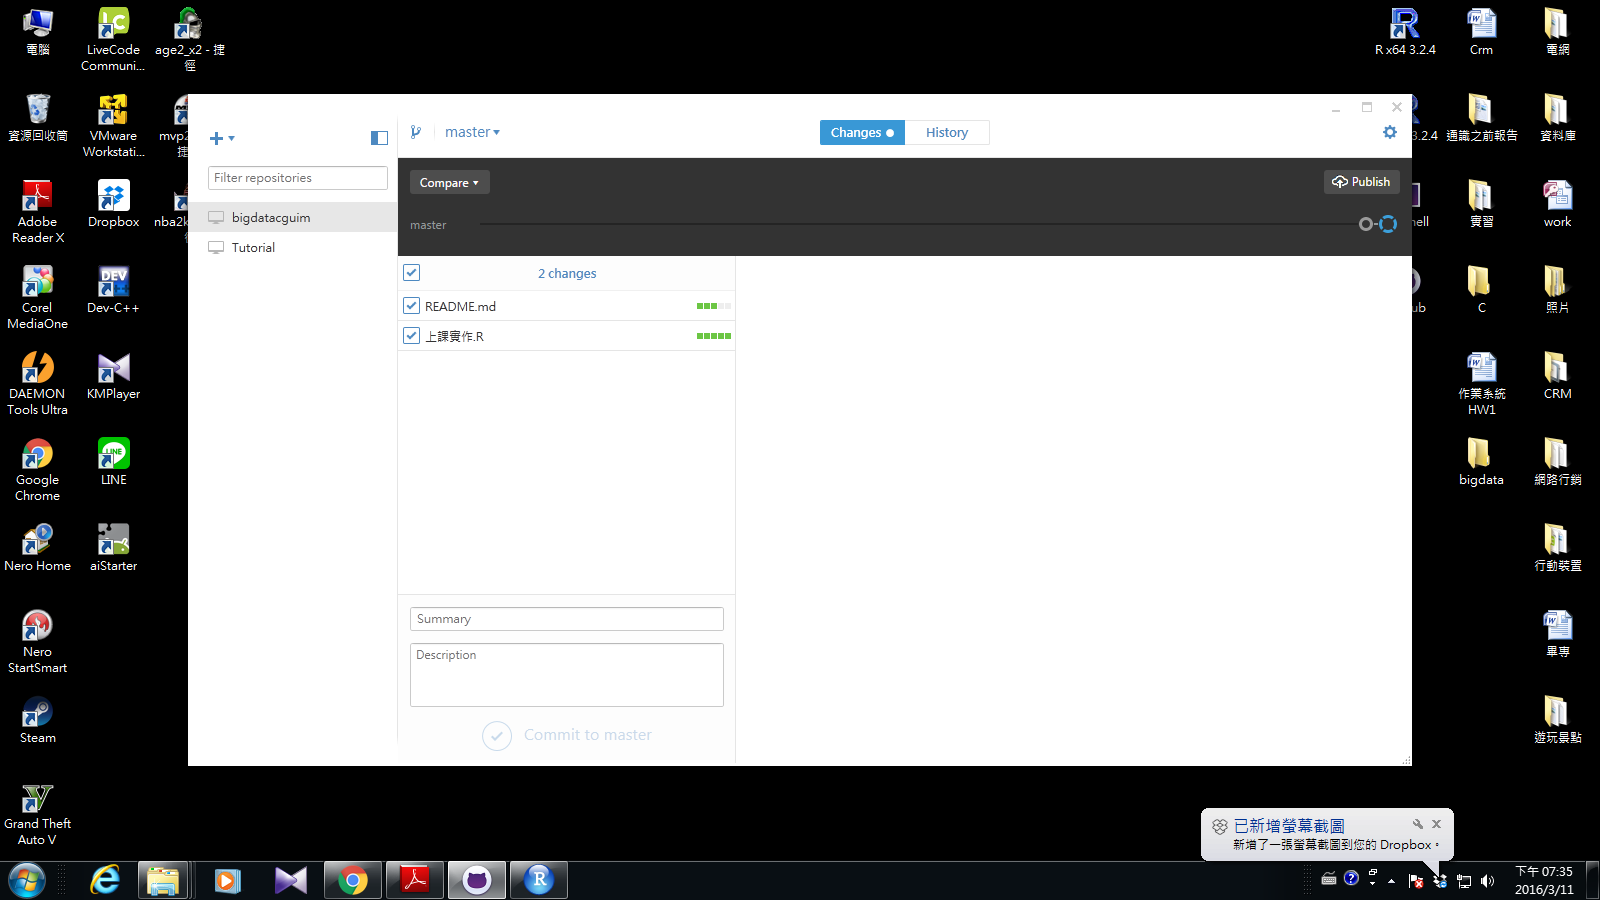 電腦
LiveCode
Communi...
age2_x2 - 捷
徑
資源回收筒
VMware
Workstati...
mvp2
捷
Adobe
Reader X
Dropbox
nba2k
Corel
MediaOne
Dev-C++
DAEMON
Tools Ultra
KMPlayer
Google
Chrome
LINE
Nero Home
aiStarter
Nero
StartSmart
Steam
Grand Theft
Auto V
master
Changes
History
Filter repositories
bigdatacguim
Tutorial
Compare
Publish
master
2 changes
README.md
上課實作.R
Summary
Description
Commit to master
R x64 3.2.4
Crm
電網
3.2.4
通識之前報告
資料庫
hell
實習
work
ub
C
照片
作業系統
HW1
CRM
bigdata
網路行銷
行動裝置
畢專
遊玩景點
已新增螢幕截圖
新增了一張螢幕截圖到您的 Dropbox。
下午 07:35
2016/3/11